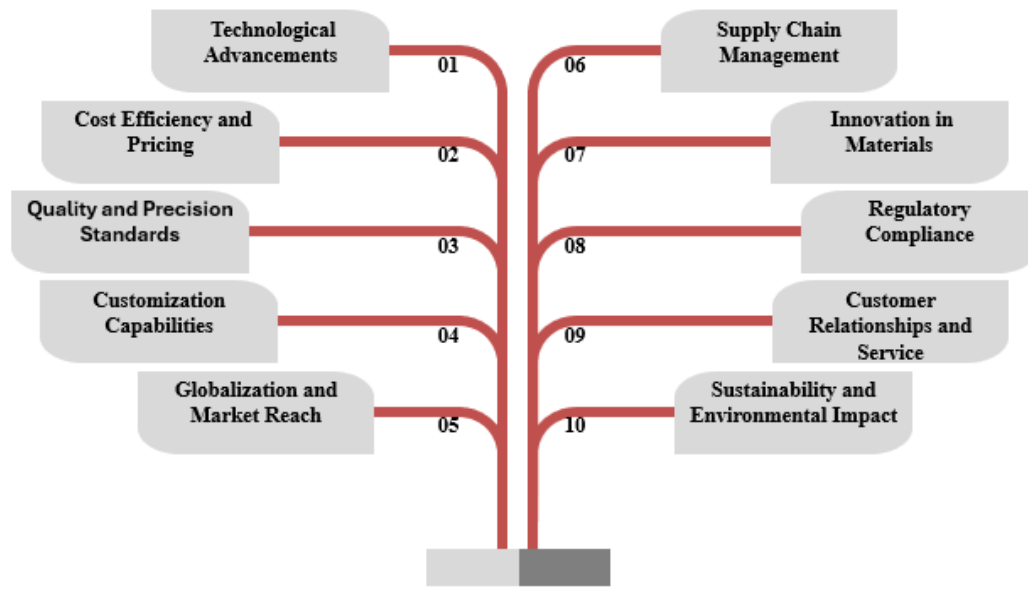 Technological
Advancements
01
Cost Efficiency and
Pricing
02
Quality and Precision
Standards
03
Customization
Capabilities
04
Globalization and
Market Reach
05
Supply Chain
Management
06
Innovation in
Materials
07
Regulatory
Compliance
08
Customer
Relationships and
Service
09
Sustainability and
Environmental Impact
10